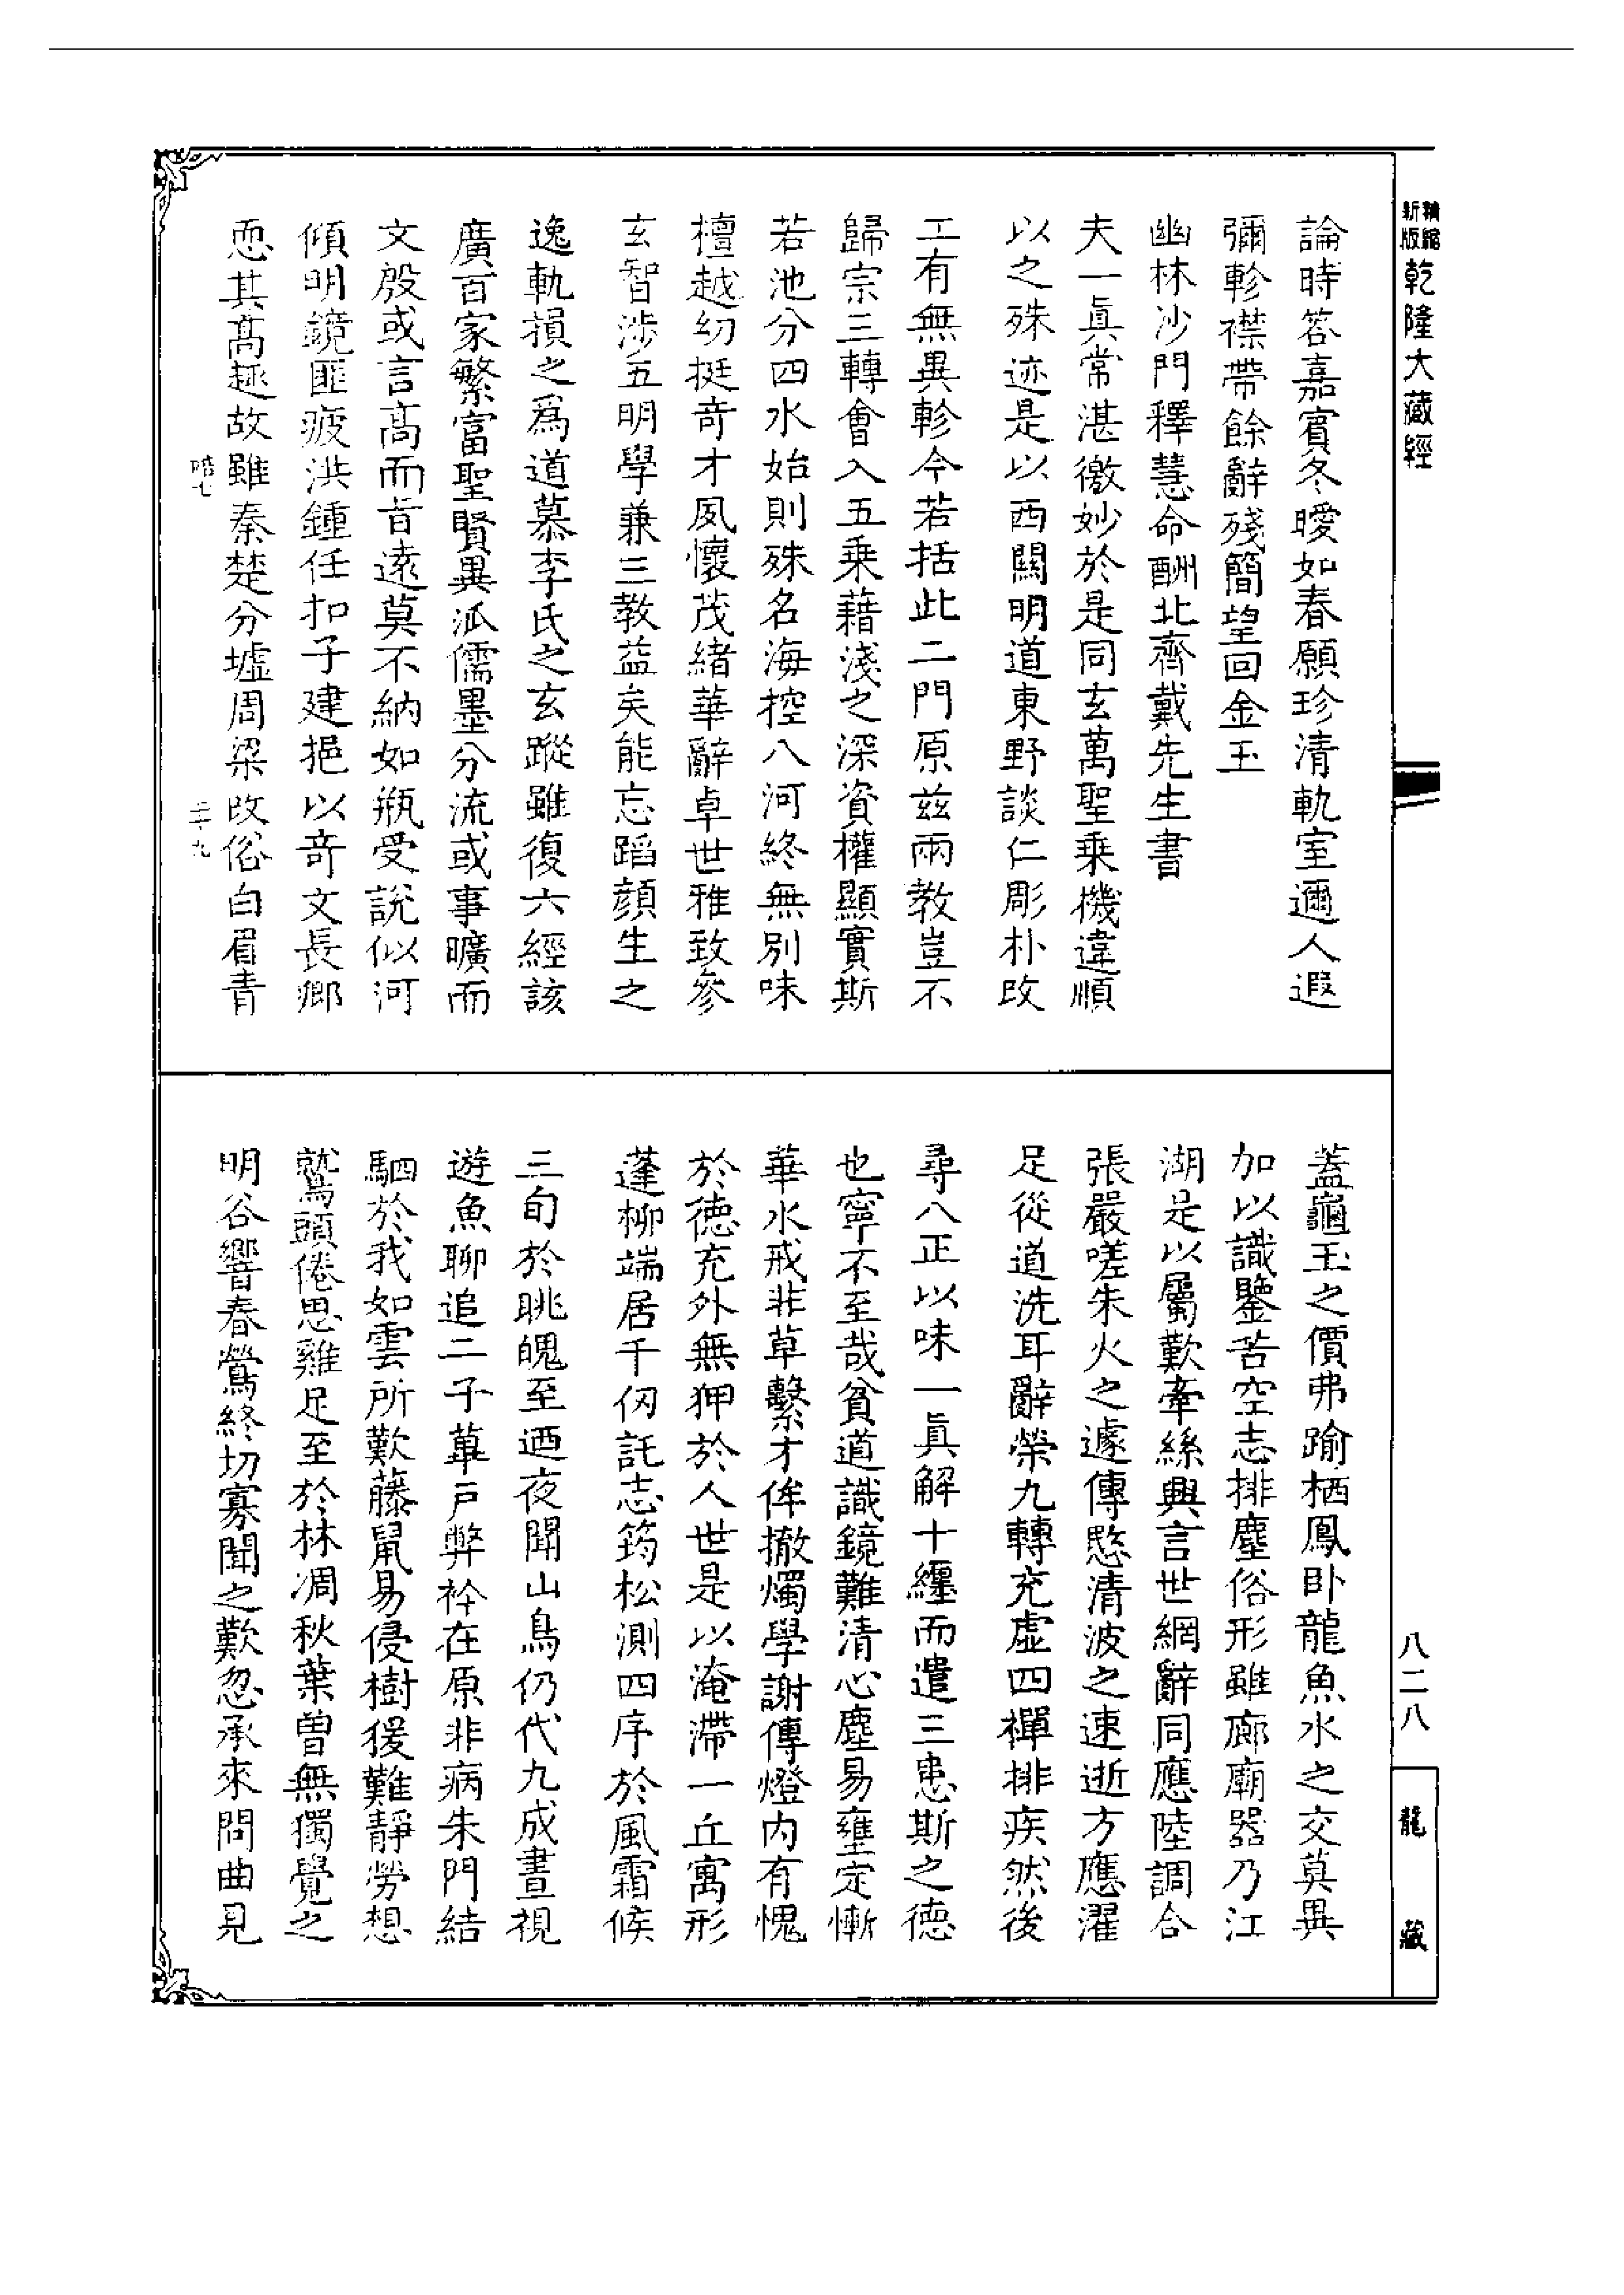 精縮
新版
乾隆大藏經
論時答嘉賓冬曖如春願珍清軌室邇人遐
彌軫襟帶餘辭殘簡望回金玉
幽林沙門釋慧命酬北齊戴先生書
夫一眞常湛徼妙於是同玄萬聖乗機違順
以之殊迹是以西關明道東野談仁彫朴改
工有無異軫今若括此二門原兹兩教豈不
歸宗三轉會入五乗藉淺之深資權顯實斯
若池分四水始則殊名海控八河終無別味
檀越幼挺竒才夙懷茂緒華辭卓世雅致參
玄智涉五明學兼三教益矣能忘蹈顔生之
逸軌損之爲道慕李氏之玄蹤雖復六經該
廣百家繁富聖賢異泒儒墨分流或事曠而
文殷或言髙而㫖逺莫不納如瓶受説似河
傾明鏡匪疲洪鍾任扣子建挹以竒文長卿
恧其髙趣故雖秦楚分墟周梁改俗白眉青
二十九
蓋龜玉之價弗踰栖鳳卧龍魚水之交莫異
加以識鑒苦空志排塵俗形雖廊廟器乃江
湖是以屬歎牽絲興言世網辭同應陸調合
張嚴嗟朱火之遽傳愍清波之速逝方應濯
足從道洗耳辭榮九轉充虚四禪排疾然後
尋八正以味一眞解十纒而遣三患斯之德
也寧不至哉貧道識鏡難清心塵易壅定慚
華水戒非草繫才侔撤燭學謝傳燈内有愧
於德充外無狎於人世是以淹滯一丘寓形
蓬柳端居千仞託志筠松測四序於風霜候
三旬於眺魄至迺夜聞山鳥仍代九成晝視
遊魚聊追二子蓽戸弊衿在原非病朱門結
駟於我如雲所歎藤鼠易侵樹猨難靜勞想
鷲頭倦思雞足至於林凋秋葉曽無獨覺之
明谷響春鶯終切寡聞之歎忽承來問曲見
八二八
龍藏